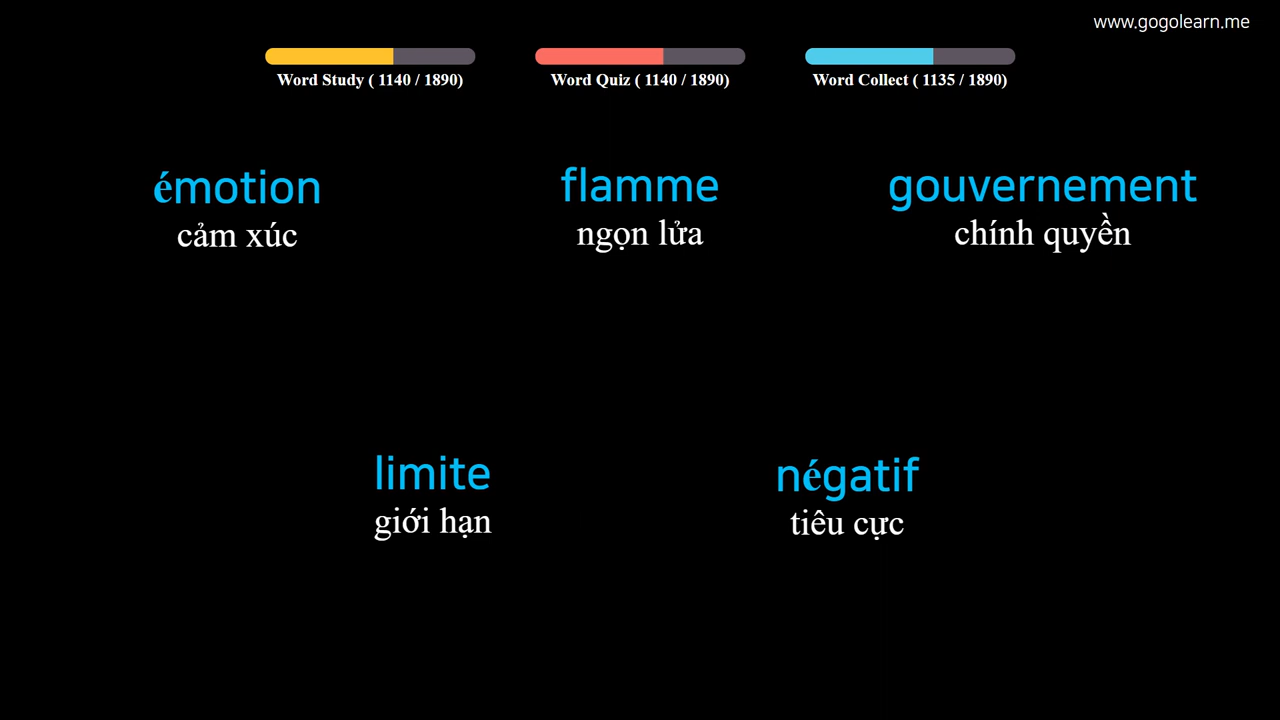 www.gogolearn.me
Word Study ( 1140 / 1890)
Word Quiz ( 1140 / 1890)
Word Collect ( 1135 / 1890)
émotion
cảm xúc
flamme
ngọn lửa
gouvernement
chính quyền
limite
giới hạn
négatif
tiêu cực